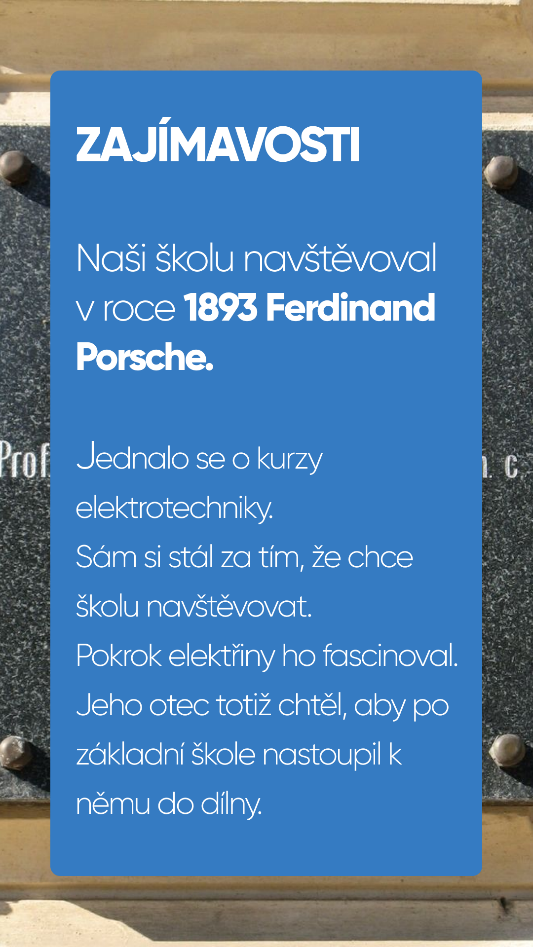 ZAJÍMAVOSTI
Naši školu navštěvoval
v roce 1893 Ferdinand
Porsche.
Prof.
h. c.
Jednalo se o kurzy
elektrotechniky.
Sám si stál za tím, že chce
školu navštěvovat.
Pokrok elektřiny ho fascinoval.
Jeho otec totiž chtěl, aby po
základní škole nastoupil k
němu do dílny.